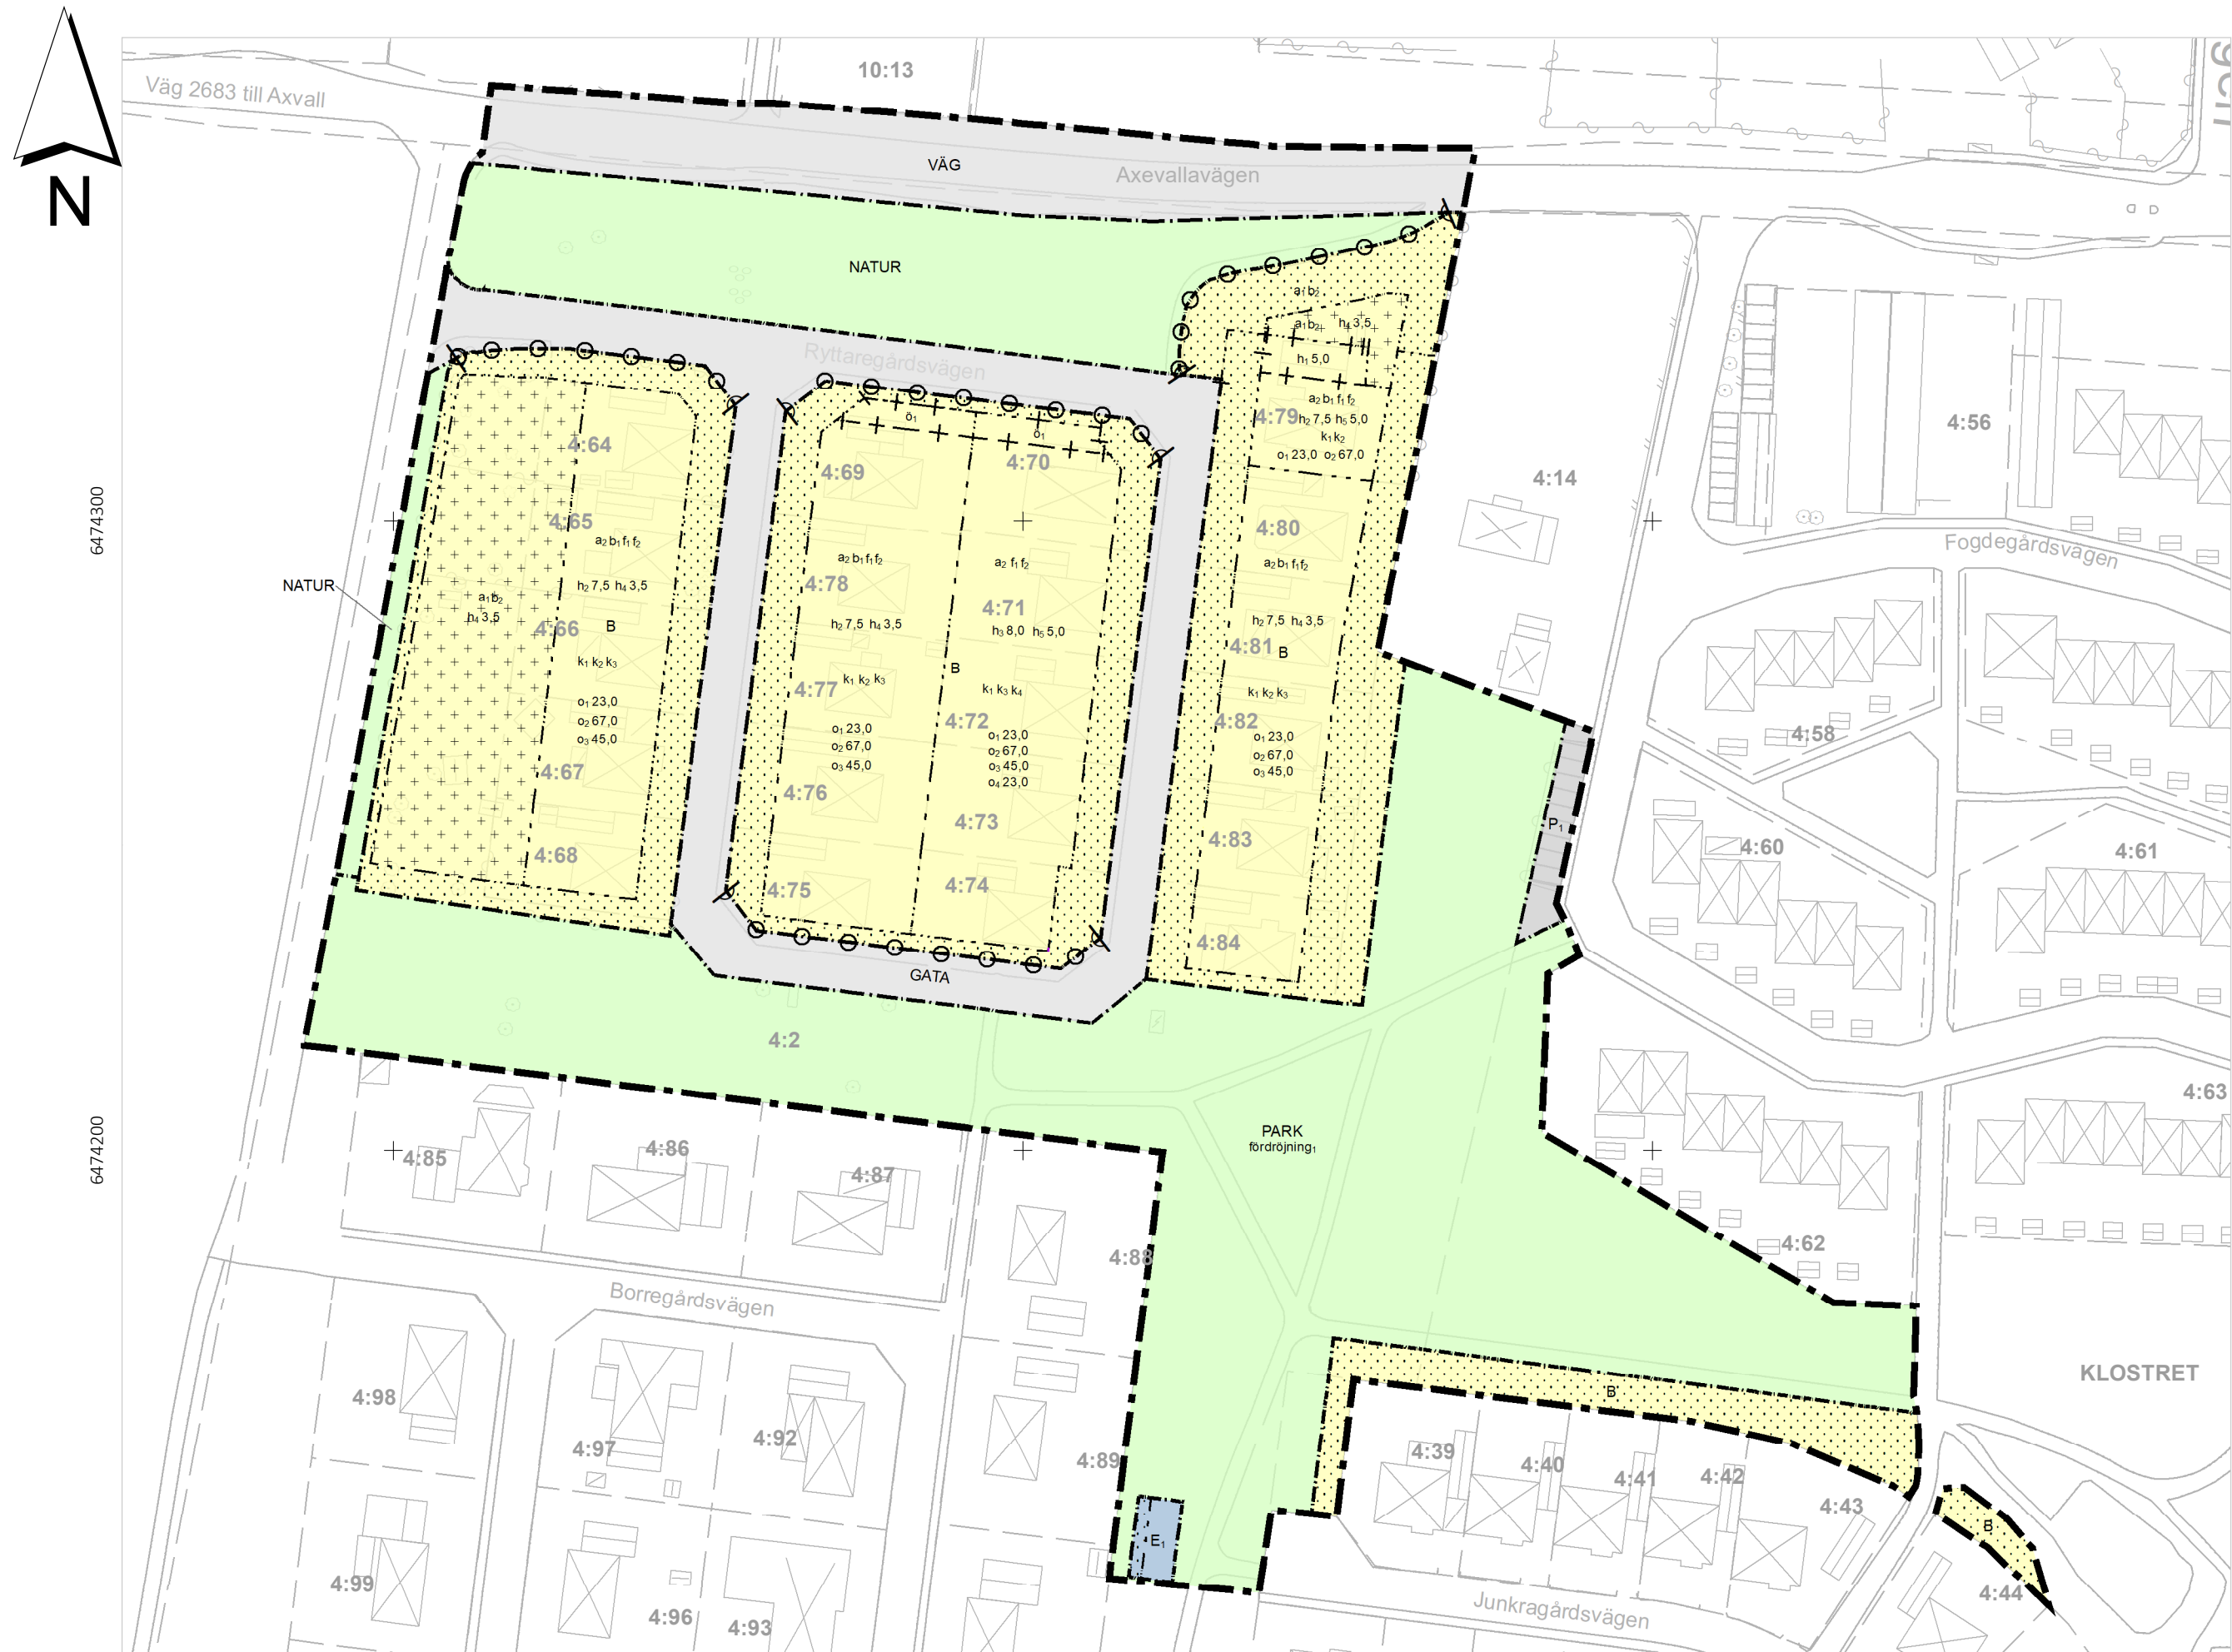 10:13
Väg 2683 till Axvall
VÄG
Axevallavägen
N
NATUR
a₁b₂
a₁b₂ h₄3,5
h₁ 5,0
Ryttaregårdsvägen
a₂ b₁ f₁ f₂
4:79 h₂ 7,5 h₅ 5,0
k₁ k₂
o₁ 23,0 o₂ 67,0
ö₁
ö₁
4:56
4:64
4:69
4:70
4:14
6474300
4:65
4:80
a₂ b₁ f₁ f₂
a₂ b₁ f₁ f₂
a₂ f₁ f₂
a₂ b₁ f₁ f₂
Fogdegårdsvägen
NATUR
a₁b₂
h₄ 3,5
h₂ 7,5 h₄ 3,5
4:78
4:71
h₂ 7,5 h₄ 3,5
h₃ 8,0 h₅ 5,0
h₂ 7,5 h₄ 3,5
4:66
B
4:81 B
k₁ k₂ k₃
B
4:77 k₁ k₂ k₃
k₁ k₃ k₄
k₁ k₂ k₃
o₁ 23,0
o₂ 67,0
o₃ 45,0
o₁ 23,0
o₂ 67,0
o₃ 45,0
4:72
o₁ 23,0
o₂ 67,0
o₃ 45,0
o₄ 23,0
4:82
o₁ 23,0
o₂ 67,0
o₃ 45,0
4:58
4:67
4:76
4:73
4:83
P₁
4:60
4:61
4:68
4:75
4:74
4:84
GATA
4:2
4:63
6474200
PARK
fördröjning₁
4:85
4:86
4:87
4:88
4:62
Borregårdsvägen
KLOSTRET
4:98
B
4:97
4:92
4:89
4:39
4:40
4:41
4:42
4:43
E₁
B
4:99
4:96
4:93
4:44
Junkragårdsvägen